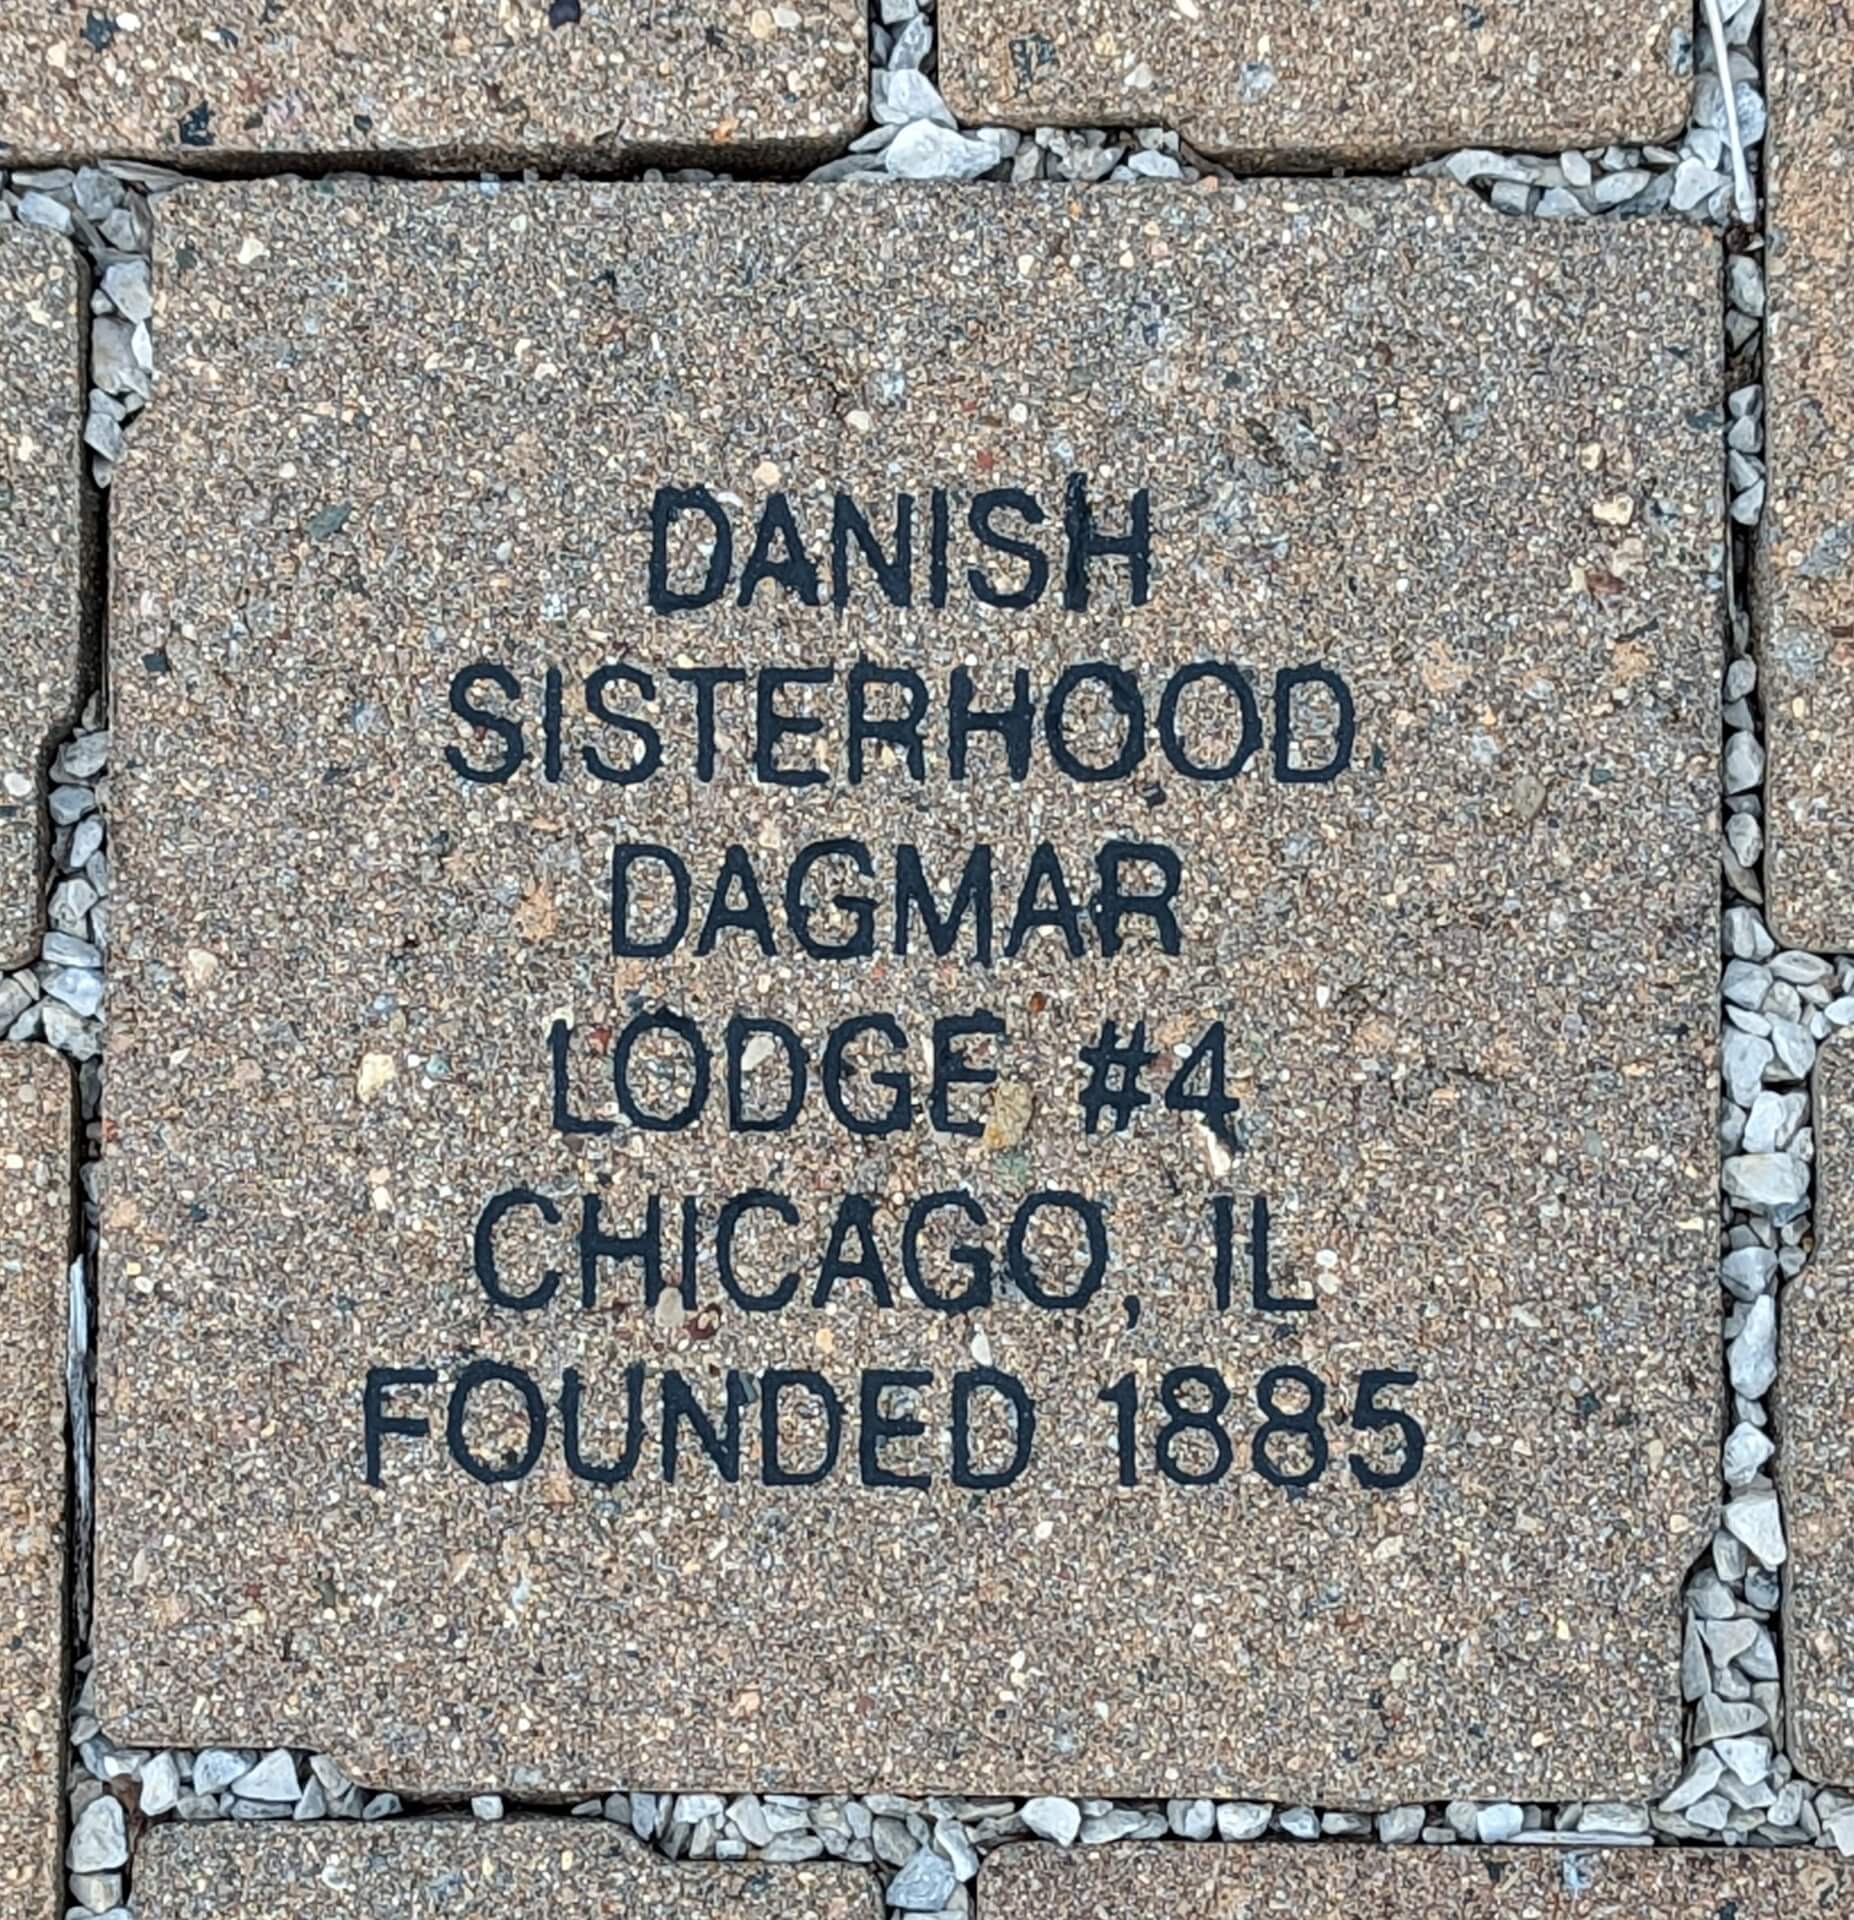 DANISH
SISTERHOOD
DAGMAR
LODGE #4
CHICAGO, IL
FOUNDED 1885